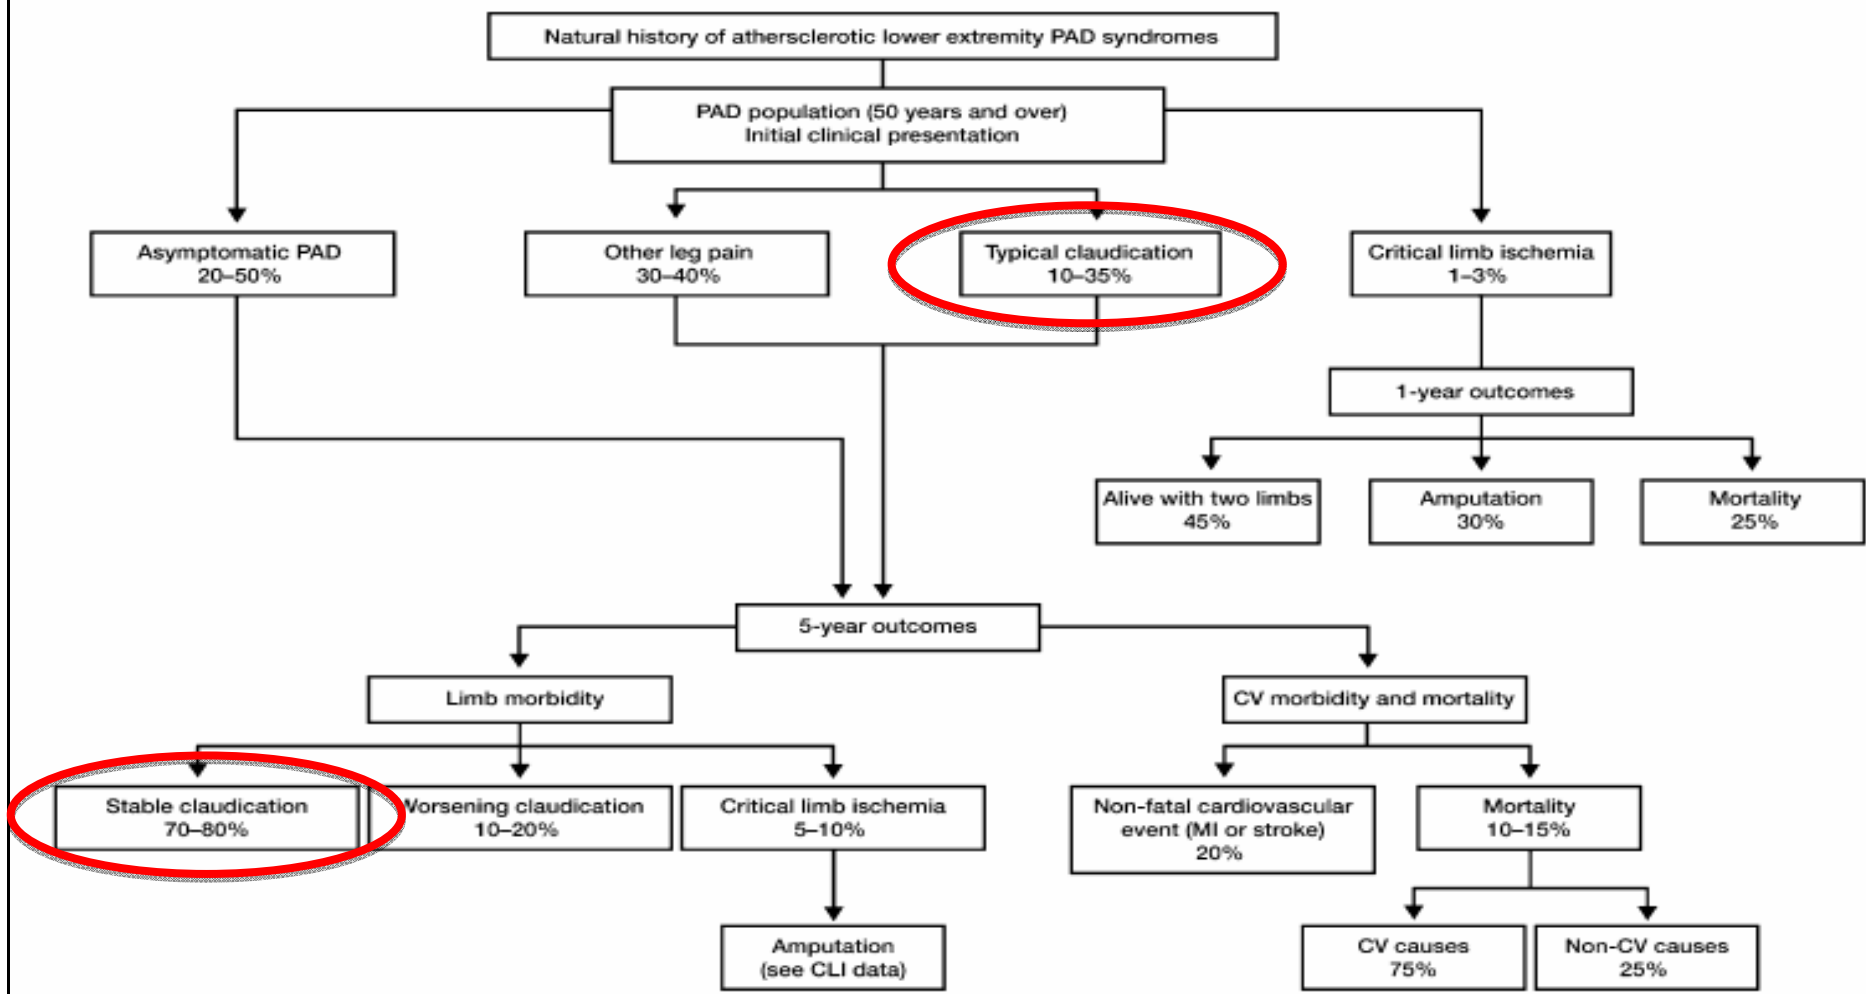 Natural history of athersclerotic lower extremity PAD syndromes
PAD population (50 years and over)
Initial clinical presentation
Asymptomatic PAD
20–50%
Other leg pain
30–40%
Typical claudication
10–35%
Critical limb ischemia
1–3%
1-year outcomes
Alive with two limbs
45%
Amputation
30%
Mortality
25%
5-year outcomes
Limb morbidity
CV morbidity and mortality
Stable claudication
70–80%
Worsening claudication
10–20%
Critical limb ischemia
5–10%
Non-fatal cardiovascular
event (MI or stroke)
20%
Mortality
10–15%
Amputation
(see CLI data)
CV causes
75%
Non-CV causes
25%